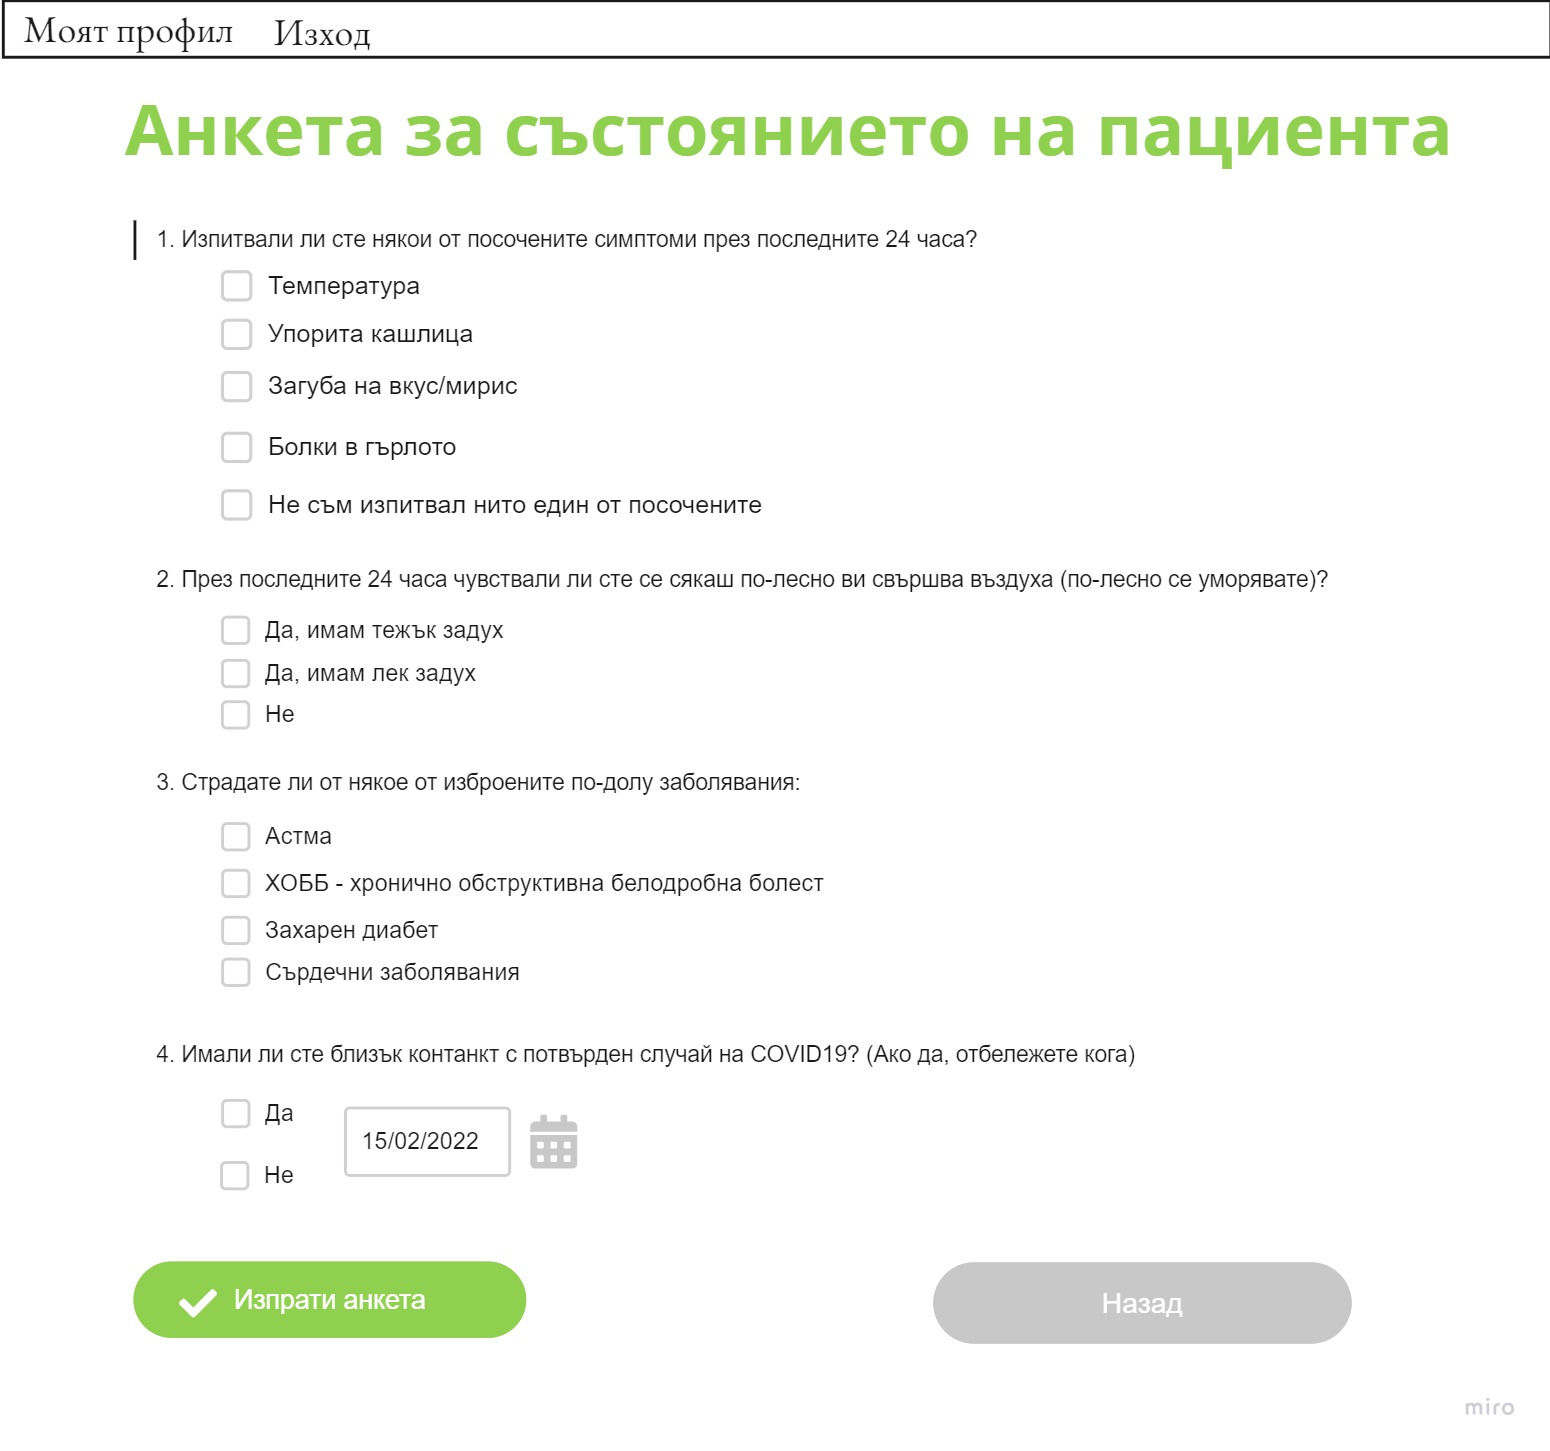 Моят профил Изход
Анкета за състоянието на пациента
1. Изпитвали ли сте някои от посочените симптоми през последните 24 часа?
Температура
Упорита кашлица
Загуба на вкус/мирис
Болки в гърлото
Не съм изпитвал нито един от посочените
2. През последните 24 часа чувствали ли сте се сякаш по-лесно ви свършва въздуха (по-лесно се уморявате)?
Да, имам тежък задух
Да, имам лек задух
Не
3. Страдате ли от някое от изброените по-долу заболявания:
Астма
ХОББ - хронично обструктивна белодробна болест
Захарен диабет
Сърдечни заболявания
4. Имали ли сте близък контанкт с потвърден случай на COVID19? (Ако да, отбележете кога)
Да
15/02/2022
Не
Изпрати анкета
Назад
miro